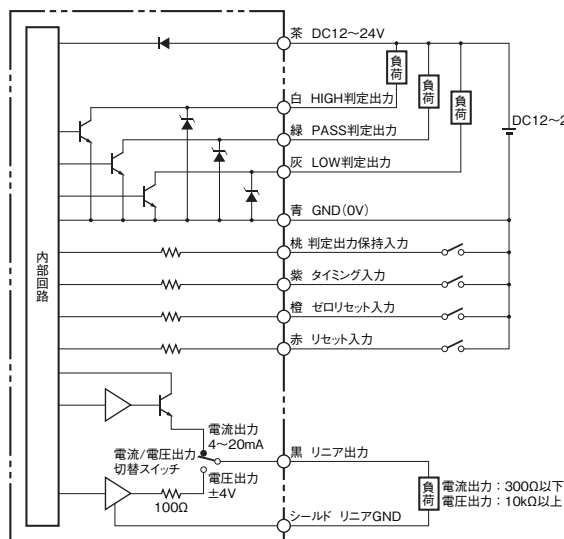 茶 DC12～24V
負荷
負荷
負荷
白 HIGH判定出力
緑 PASS判定出力
灰 LOW判定出力
DC12～2
青 GND(0V)
桃 判定出力保持入力
紫 タイミング入力
橙 ゼロリセット入力
赤 リセット入力
内部回路
電流出力
4～20mA
電流/電圧出力
切替スイッチ
黒 リニア出力
電圧出力
±4V
100Ω
負荷
電流出力：300Ω以下
電圧出力：10kΩ以上
シールド リニアGND